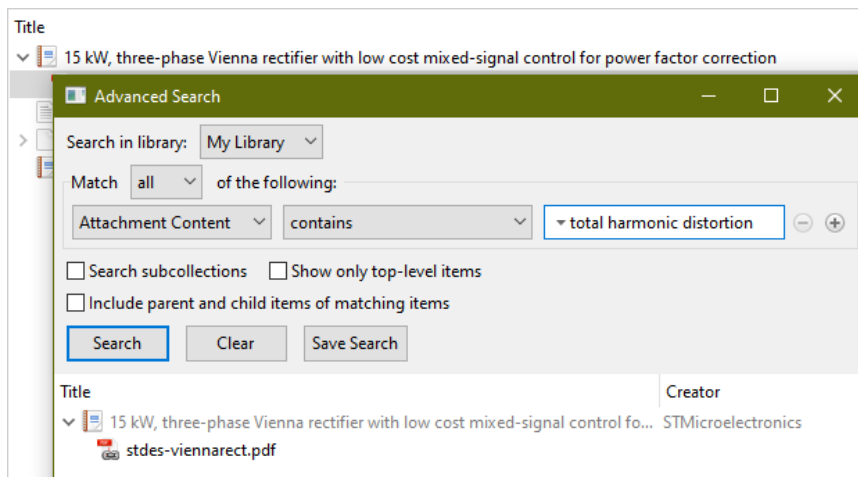 Title
15 kW, three-phase Vienna rectifier with low cost mixed-signal control for power factor correction
Advanced Search
Search in library: My Library
Match all of the following:
Attachment Content contains total harmonic distortion
Search subcollections Show only top-level items
Include parent and child items of matching items
Search Clear Save Search
Title Creator
15 kW, three-phase Vienna rectifier with low cost mixed-signal control fo... STMicroelectronics
stdes-viennarect.pdf